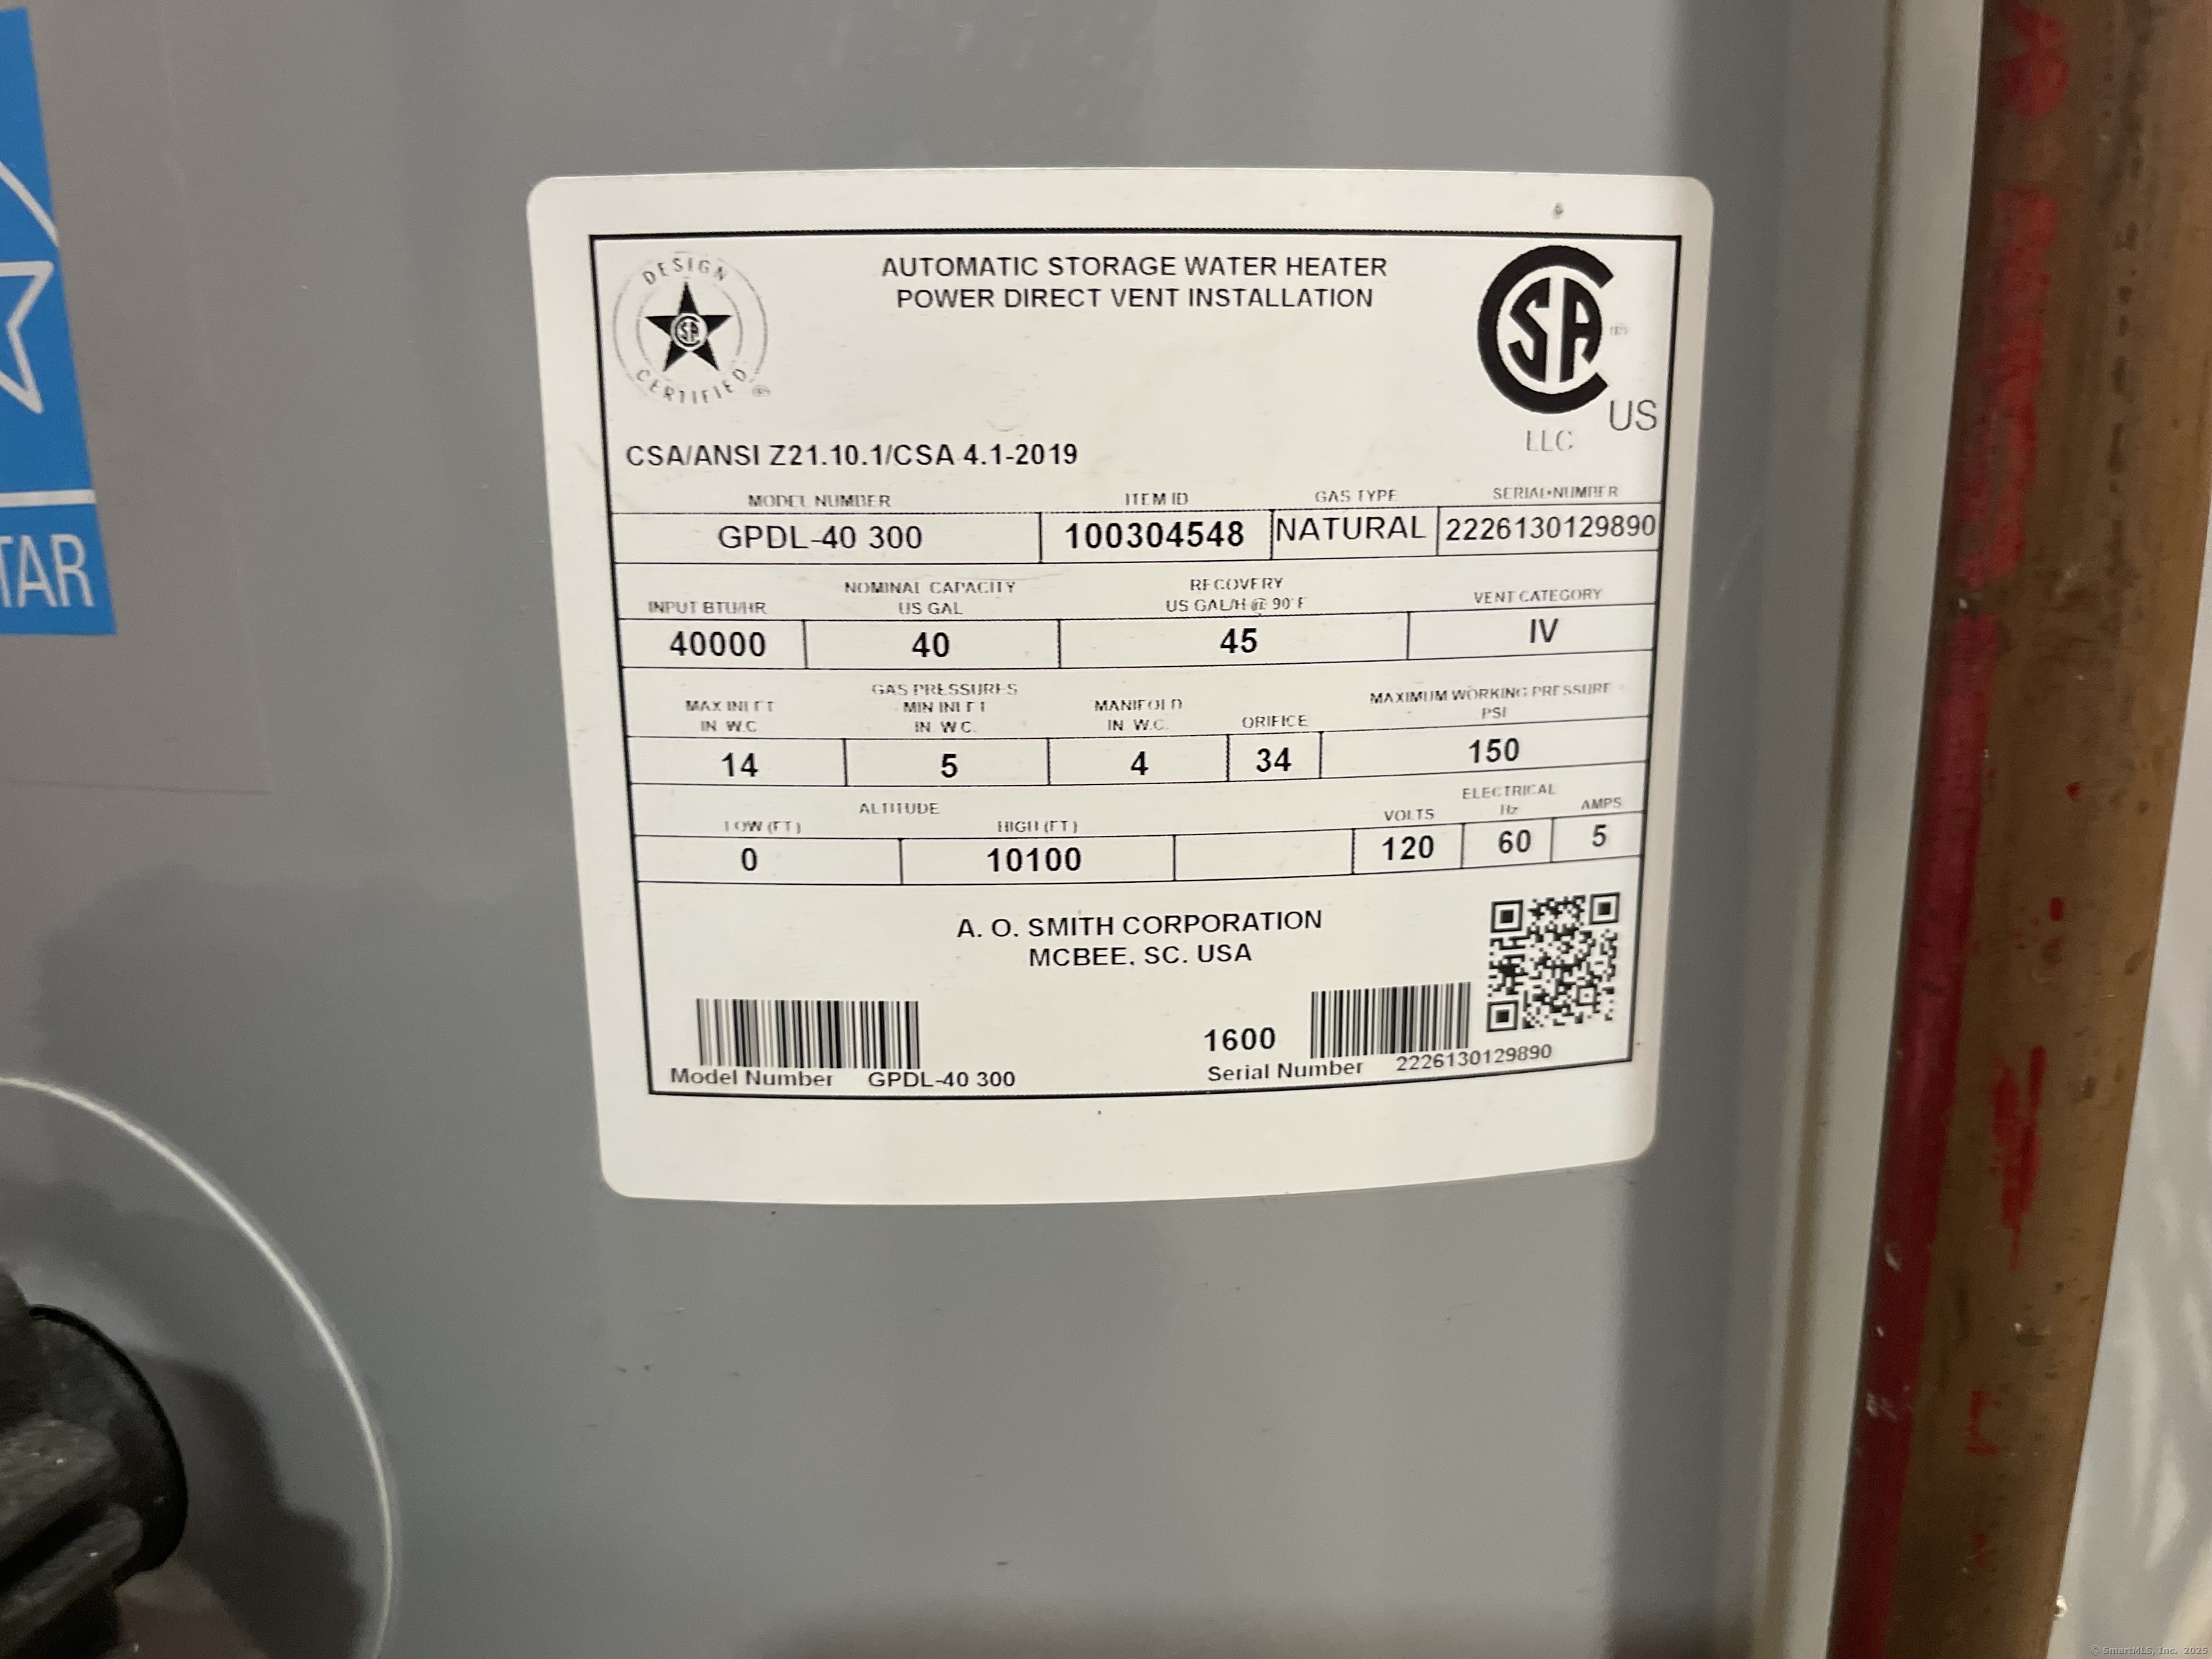 TAR
DESIGN
CSA
CERTIFIED ®
AUTOMATIC STORAGE WATER HEATER
POWER DIRECT VENT INSTALLATION
CSA ®
US
LLC
CSA/ANSI Z21.10.1/CSA 4.1-2019
MODEL NUMBER ITEM ID GAS TYPE SERIAL NUMBER
GPDL-40 300 100304548 NATURAL 2226130129890
INPUT BTU/HR NOMINAL CAPACITY US GAL RECOVERY US GAL/H @ 90°F VENT CATEGORY
40000 40 45 IV
GAS PRESSURES
MAX INLET IN W.C. MIN INLET IN W.C. MANIFOLD IN W.C. ORIFICE MAXIMUM WORKING PRESSURE PSI
14 5 4 34 150
ALTITUDE ELECTRICAL
LOW (FT) HIGH (FT) VOLTS Hz AMPS
0 10100 120 60 5
A. O. SMITH CORPORATION
MCBEE, SC. USA
1600
Model Number GPDL-40 300 Serial Number 2226130129890
© SmartMLS, Inc. 2025